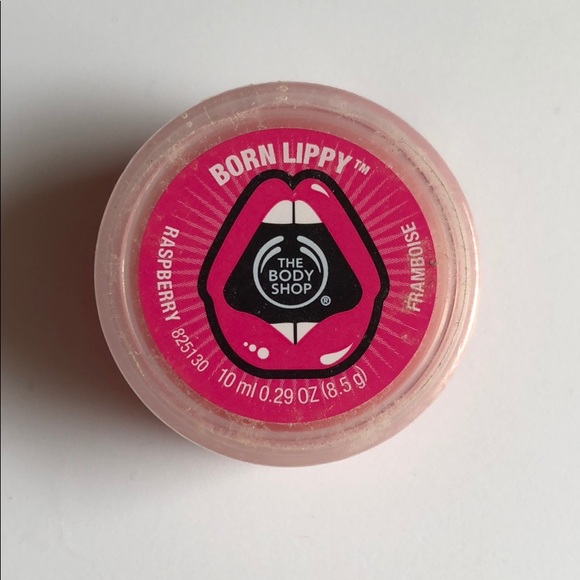 BORN LIPPY™
THE
BODY
SHOP®
RASPBERRY 825130
10 ml 0.29 OZ (8.5 g)
FRAMBOISE